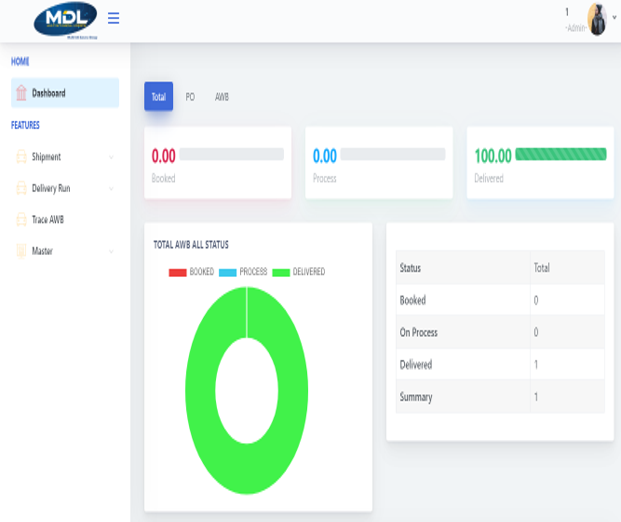 MDL
1
-Admin-
HOME
Dashboard
FEATURES
Shipment
Delivery Run
Trace AWB
Master
Total PO AWB
0.00
Booked
0.00
Process
100.00
Delivered
TOTAL AWB ALL STATUS
BOOKED PROCESS DELIVERED
Status Total
Booked 0
On Process 0
Delivered 1
Summary 1